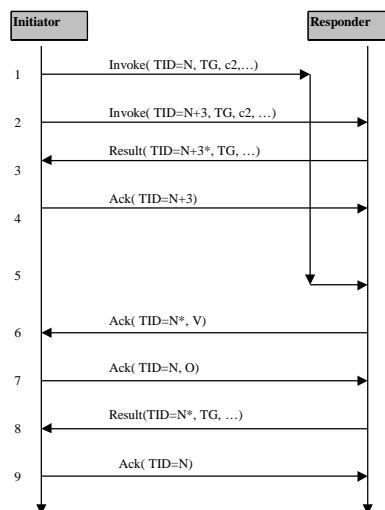 Initiator Responder
1 Invoke( TID=N, TG, c2,…)
2 Invoke( TID=N+3, TG, c2, …)
3 Result( TID=N+3*, TG, …)
4 Ack( TID=N+3)
5
6 Ack( TID=N*, V)
7 Ack( TID=N, O)
8 Result(TID=N*, TG, …)
9 Ack( TID=N)